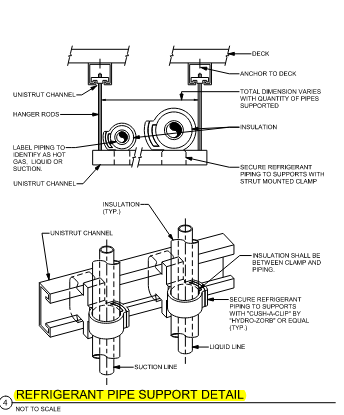 DECK
ANCHOR TO DECK
UNISTRUT CHANNEL
TOTAL DIMENSION VARIES
WITH QUANTITY OF PIPES
SUPPORTED
HANGER RODS
INSULATION
LABEL PIPING TO
IDENTIFY AS HOT
GAS, LIQUID OR
SUCTION.
SECURE REFRIGERANT
PIPING TO SUPPORTS WITH
STRUT MOUNTED CLAMP
UNISTRUT CHANNEL
INSULATION
(TYP.)
UNISTRUT CHANNEL
INSULATION SHALL BE
BETWEEN CLAMP AND
PIPING.
SECURE REFRIGERANT
PIPING TO SUPPORTS
WITH "CUSH-A-CLIP" BY
"HYDRO-ZORB" OR EQUAL
(TYP.)
LIQUID LINE
SUCTION LINE
4
REFRIGERANT PIPE SUPPORT DETAIL
NOT TO SCALE